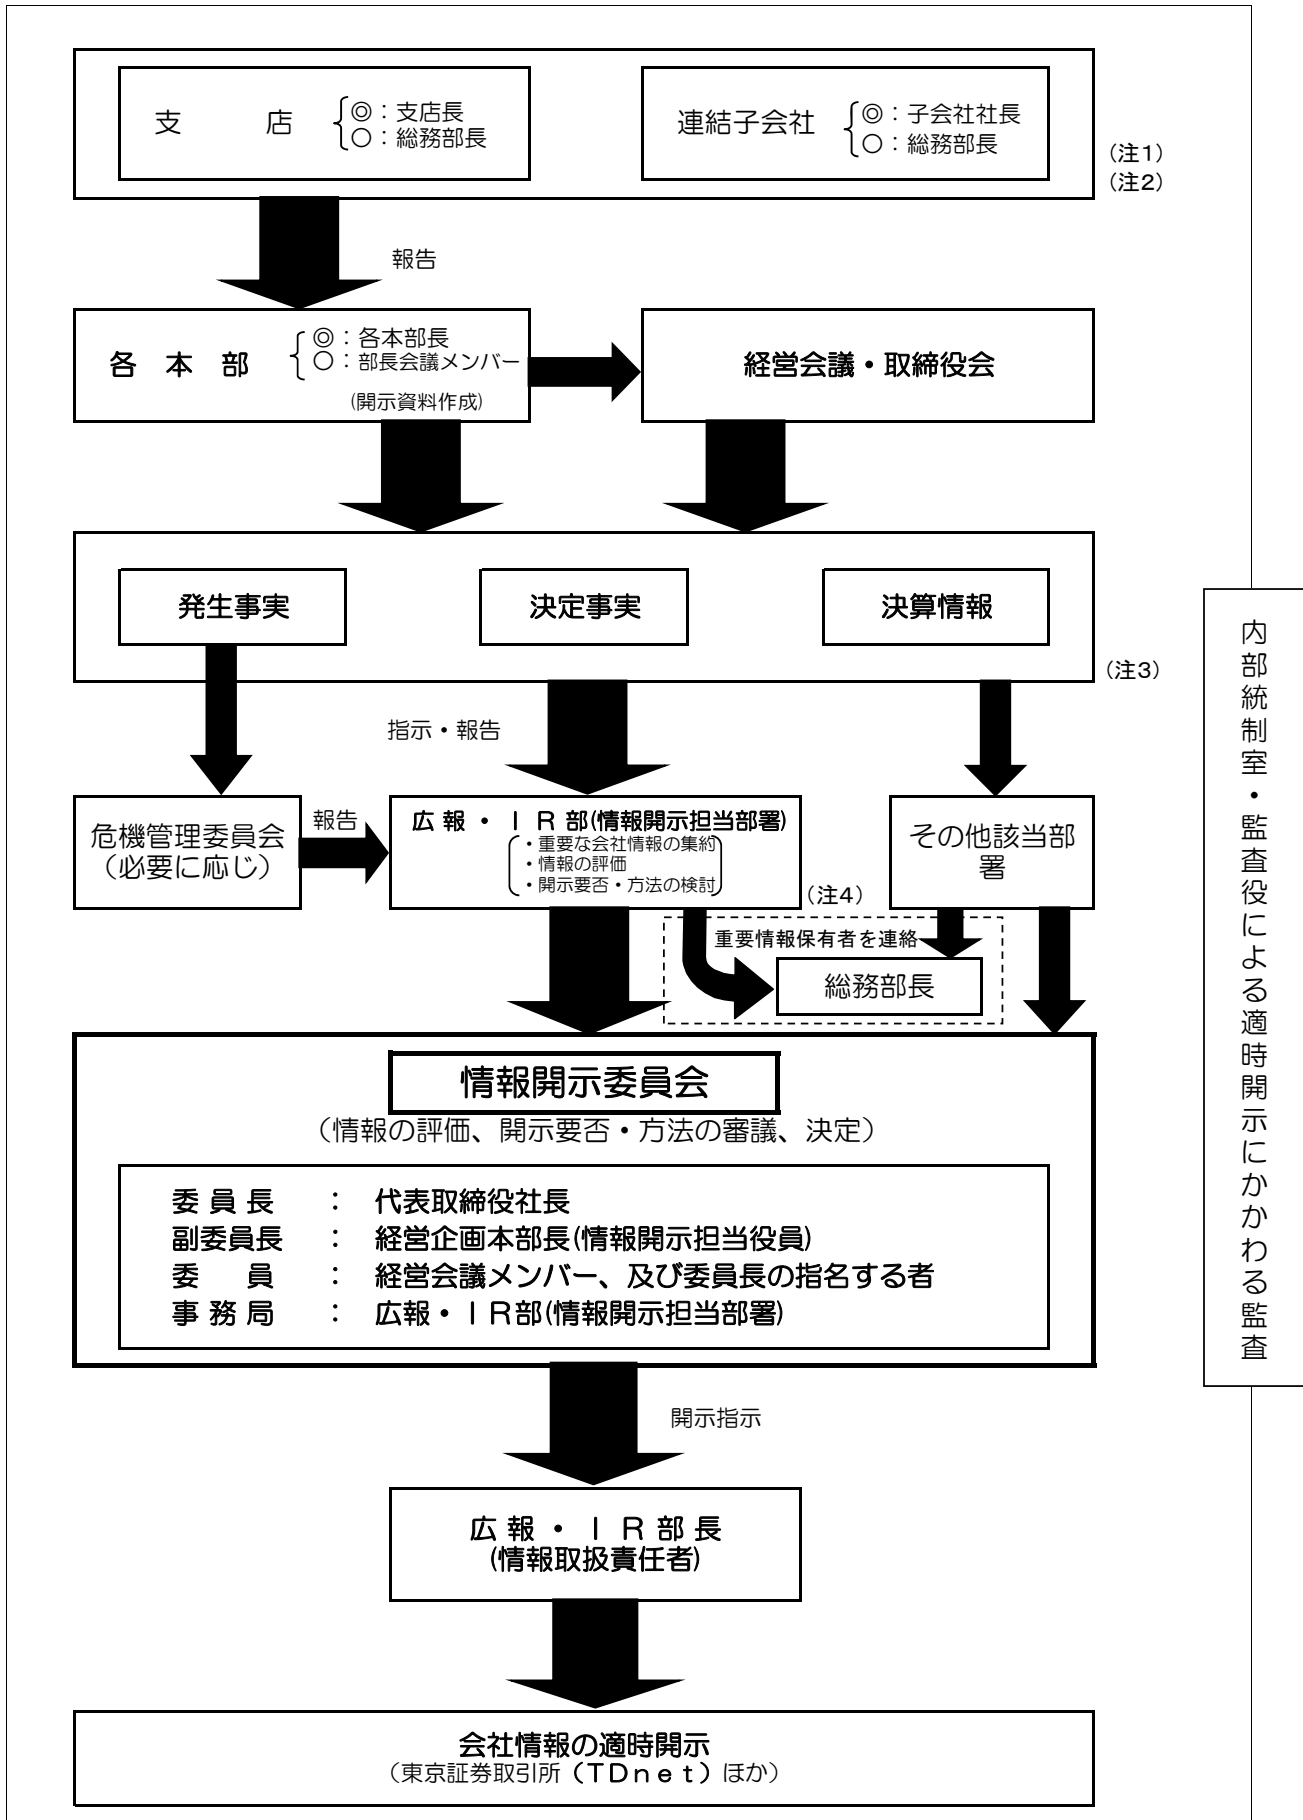 支　　　店　◎：支店長
○：総務部長
連結子会社　◎：子会社社長
○：総務部長
（注1）
（注2）
報告
各　本　部　◎：各本部長
○：部長会議メンバー
(開示資料作成)
経営会議・取締役会
発生事実
決定事実
決算情報
（注3）
指示・報告
危機管理委員会
（必要に応じ）
報告
広 報 ・ Ｉ Ｒ 部(情報開示担当部署)
・重要な会社情報の集約
・情報の評価
・開示要否・方法の検討
（注4）
その他該当部
署
重要情報保有者を連絡
総務部長
情報開示委員会
（情報の評価、開示要否・方法の審議、決定）
委 員 長　：　代表取締役社長
副委員長　：　経営企画本部長(情報開示担当役員)
委　　員　：　経営会議メンバー、及び委員長の指名する者
事 務 局　：　広報・ＩＲ部(情報開示担当部署)
開示指示
広 報 ・ Ｉ Ｒ 部 長
(情報取扱責任者)
会社情報の適時開示
（東京証券取引所（ＴＤｎｅｔ）ほか）
内部統制室・監査役による適時開示にかかわる監査